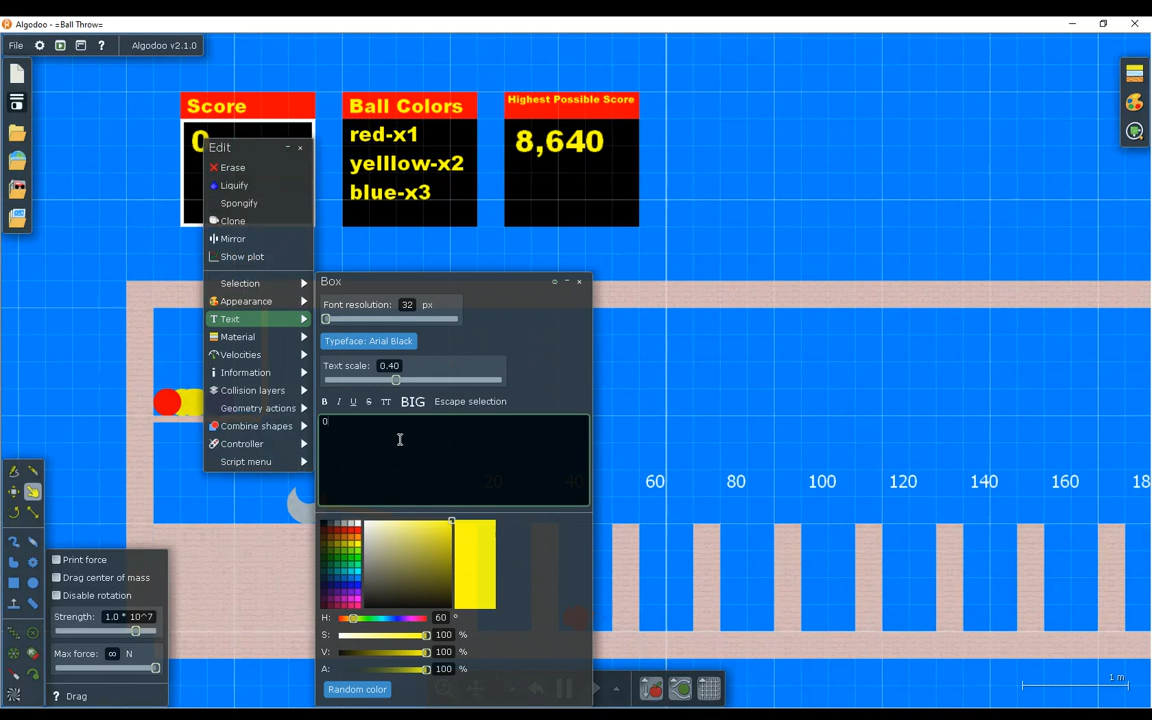 Algodoo - =Ball Throw=
File
?
Algodoo v2.1.0
Score
0
Ball Colors
red-x1
yelllow-x2
blue-x3
Highest Possible Score
8,640
Edit
Erase
Liquify
Spongify
Clone
Mirror
Show plot
Selection
Appearance
T Text
Material
Velocities
Information
Collision layers
Geometry actions
Combine shapes
Controller
Script menu
Box
Font resolution: 32 px
Typeface: Arial Black
Text scale: 0.40
B I U S TT BIG Escape selection
0
20 40 60 80 100 120 140 160 18
H: 60 °
S: 100 %
V: 100 %
A: 100 %
Random color
Print force
Drag center of mass
Disable rotation
Strength: 1.0 * 10^7
Max force: ∞ N
? Drag
1 m